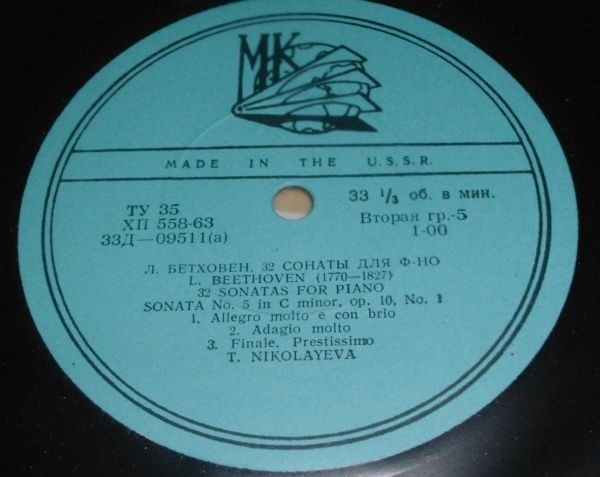 МК
MADE IN THE U.S.S.R.
ТУ 35
ХП 558-63
33Д—09511(а)
33 1/3 об. в мин.
Вторая гр.-5
1-00
Л. БЕТХОВЕН, 32 СОНАТЫ ДЛЯ Ф-НО
L. BEETHOVEN (1770—1827)
32 SONATAS FOR PIANO
SONATA No. 5 in C minor, op. 10, No. 1
1. Allegro molto e con brio
2. Adagio molto
3. Finale. Prestissimo
T. NIKOLAYEVA